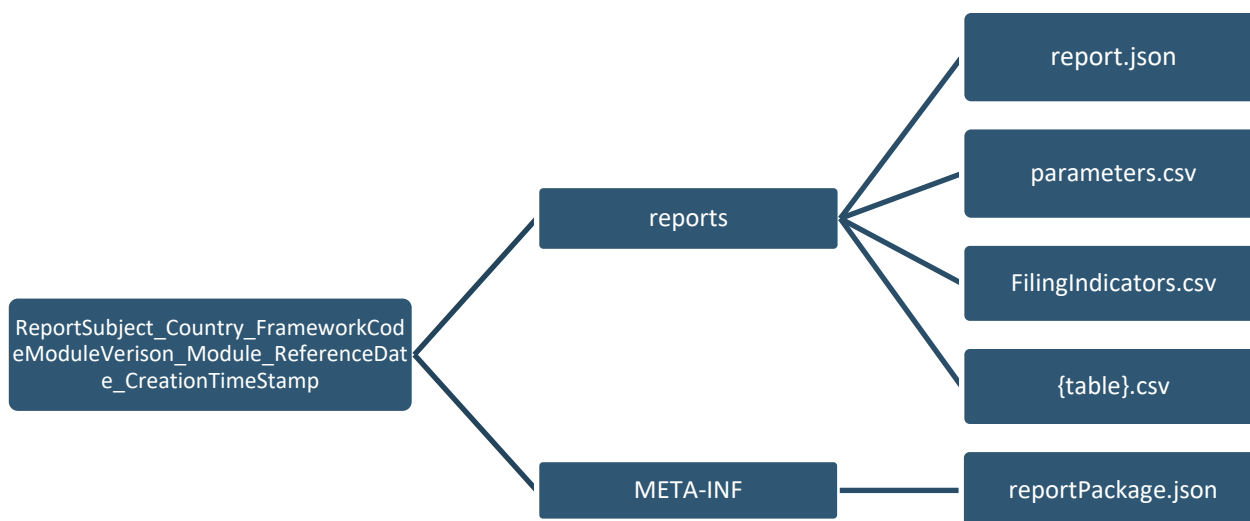 report.json
parameters.csv
reports
FilingIndicators.csv
ReportSubject_Country_FrameworkCod
eModuleVerison_Module_ReferenceDat
e_CreationTimeStamp
{table}.csv
META-INF
reportPackage.json